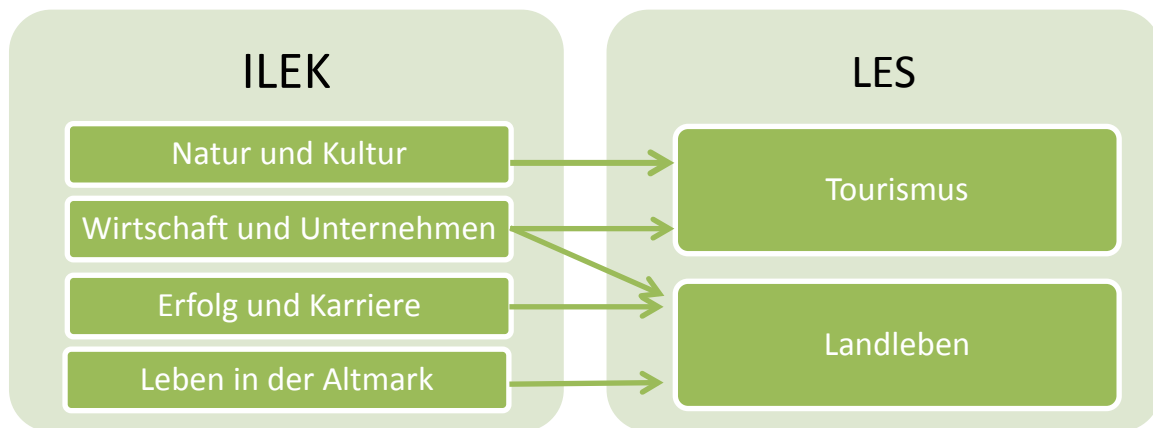 ILEK
Natur und Kultur
Wirtschaft und Unternehmen
Erfolg und Karriere
Leben in der Altmark
LES
Tourismus
Landleben